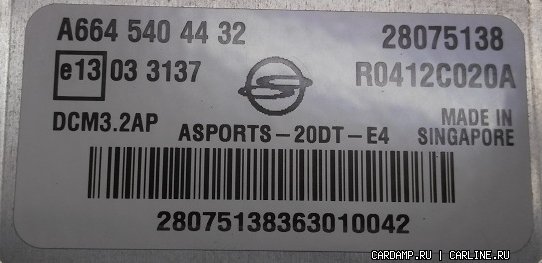 A664 540 44 32 28075138
e13 03 3137 R0412C020A
DCM3.2AP ASPORTS-20DT-E4 MADE IN SINGAPORE
28075138363010042
CARDAMP.RU | CARLINE.RU